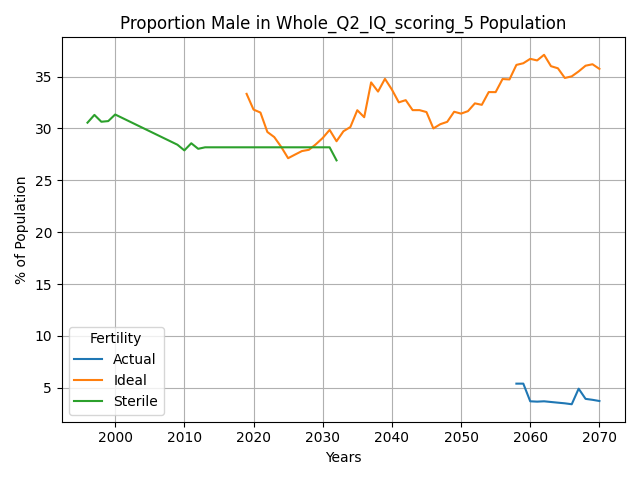 Proportion Male in Whole_Q2_IQ_scoring_5 Population
% of Population
35
30
25
20
15
10
5
Fertility
Actual
Ideal
Sterile
2000 2010 2020 2030 2040 2050 2060 2070
Years